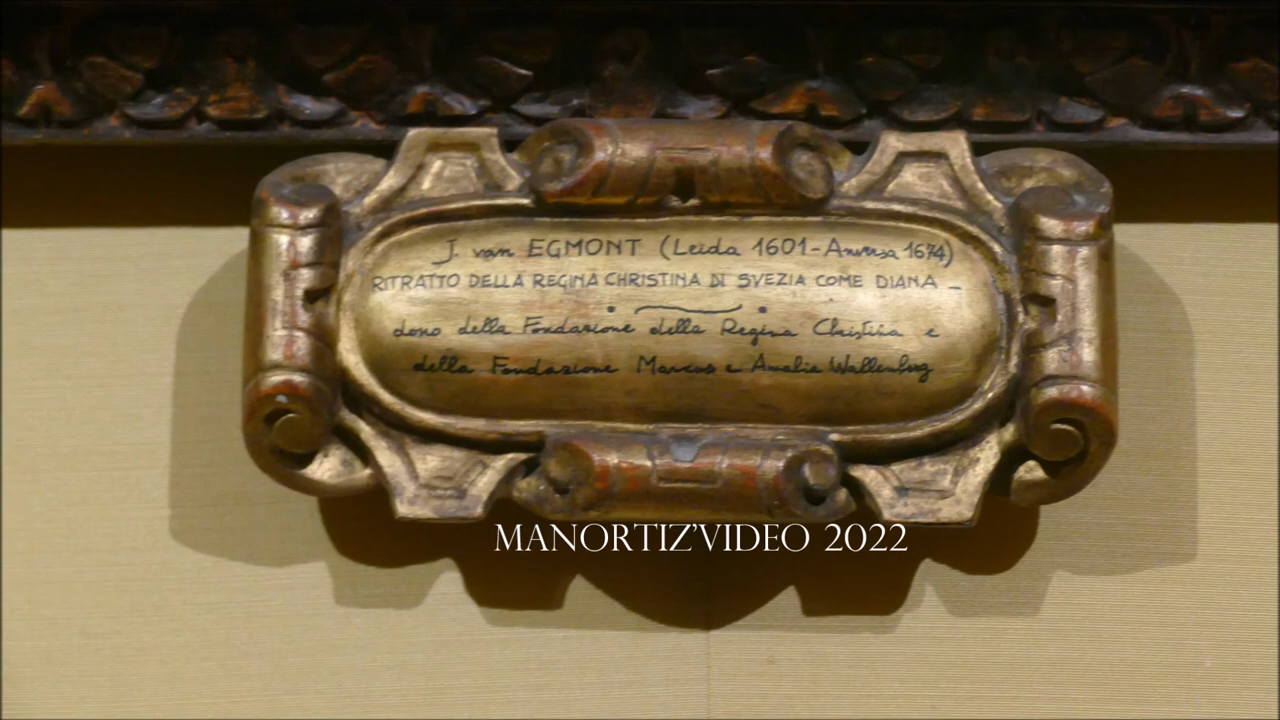 J. van EGMONT (Leida 1601-Anversa 1674)
RITRATTO DELLA REGINA CHRISTINA DI SVEZIA COME DIANA _
dono della Fondazione della Regina Christina e
della Fondazione Marcus e Amalia Wallenberg
MANORTIZ'VIDEO 2022